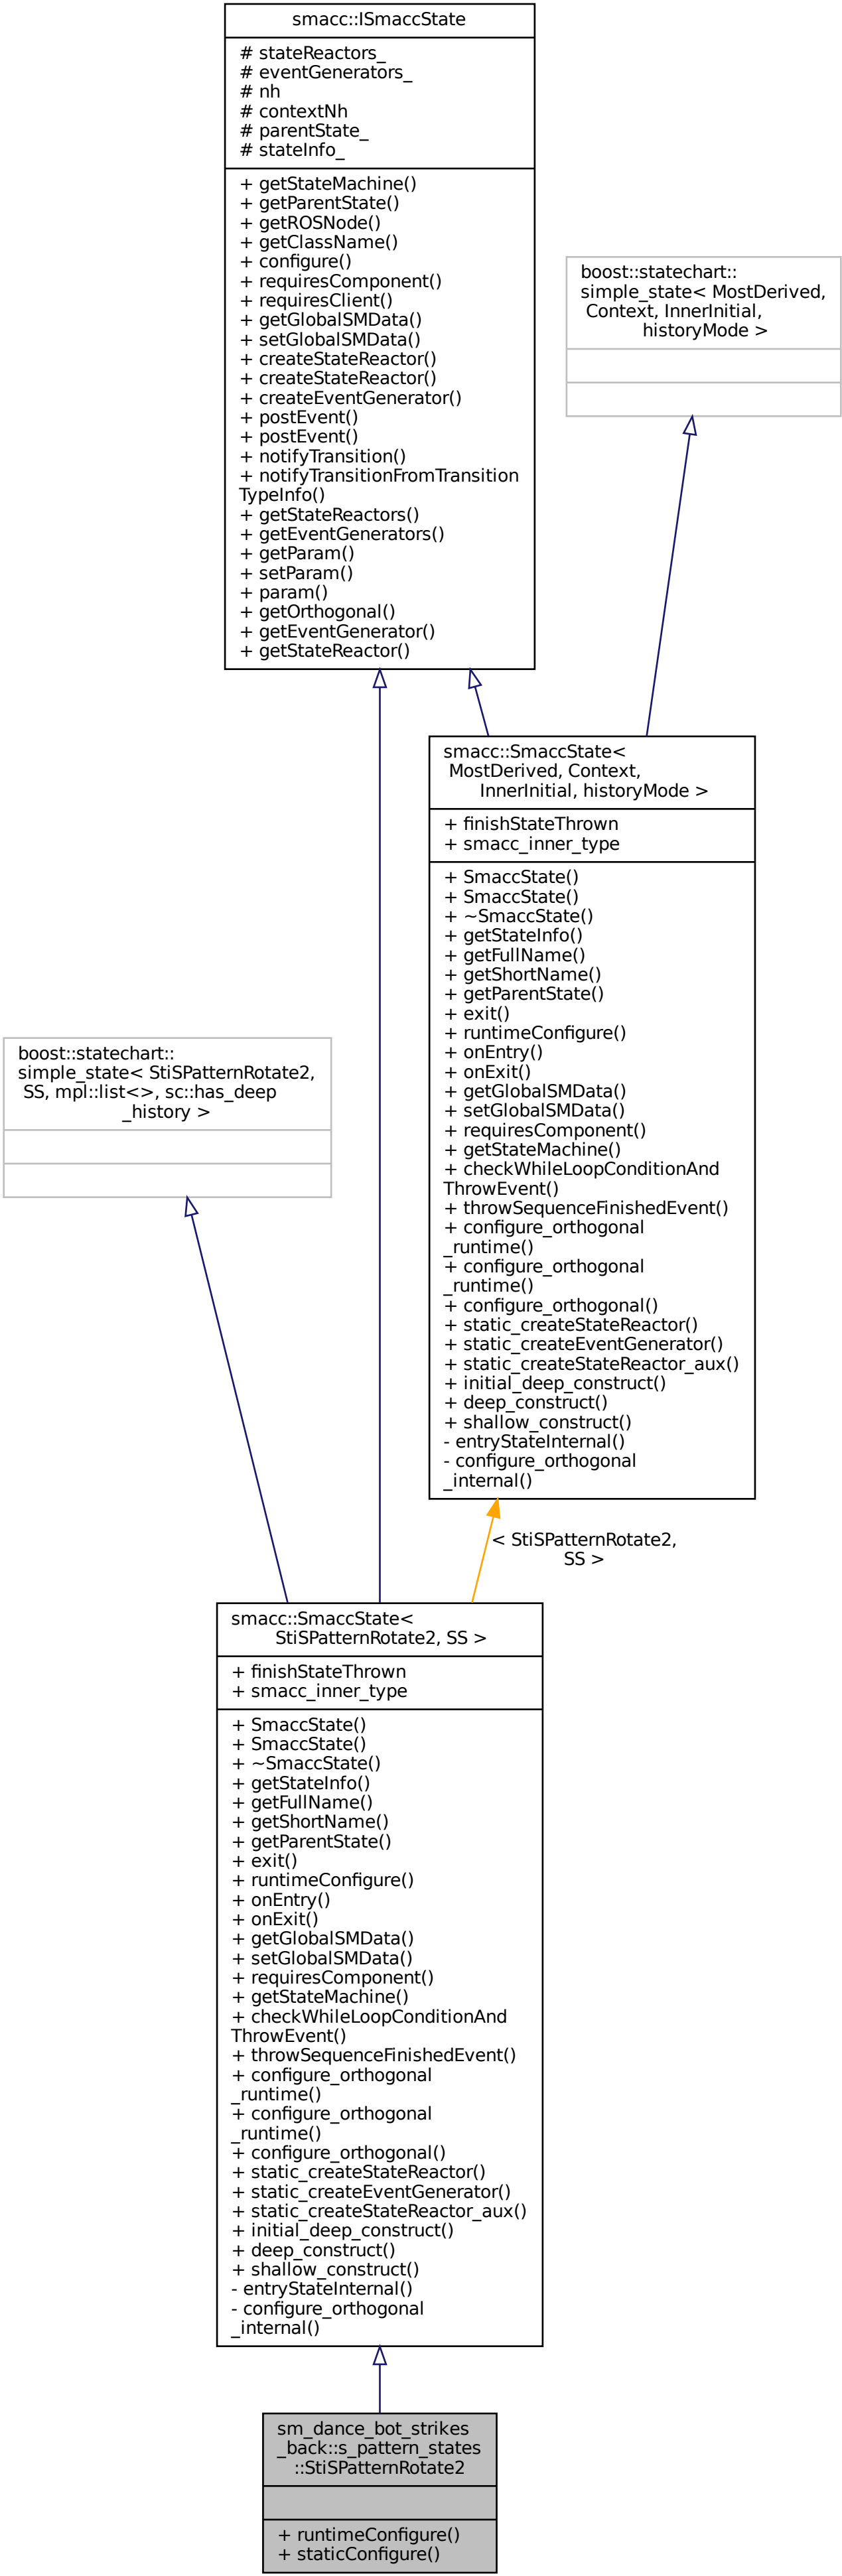 smacc::ISmaccState
# stateReactors_
# eventGenerators_
# nh
# contextNh
# parentState_
# stateInfo_
+ getStateMachine()
+ getParentState()
+ getROSNode()
+ getClassName()
+ configure()
+ requiresComponent()
+ requiresClient()
+ getGlobalSMData()
+ setGlobalSMData()
+ createStateReactor()
+ createStateReactor()
+ createEventGenerator()
+ postEvent()
+ postEvent()
+ notifyTransition()
+ notifyTransitionFromTransition
TypeInfo()
+ getStateReactors()
+ getEventGenerators()
+ getParam()
+ setParam()
+ param()
+ getOrthogonal()
+ getEventGenerator()
+ getStateReactor()
boost::statechart::
simple_state< MostDerived,
Context, InnerInitial,
historyMode >
smacc::SmaccState<
MostDerived, Context,
InnerInitial, historyMode >
+ finishStateThrown
+ smacc_inner_type
+ SmaccState()
+ SmaccState()
+ ~SmaccState()
+ getStateInfo()
+ getFullName()
+ getShortName()
+ getParentState()
+ exit()
+ runtimeConfigure()
+ onEntry()
+ onExit()
+ getGlobalSMData()
+ setGlobalSMData()
+ requiresComponent()
+ getStateMachine()
+ checkWhileLoopConditionAnd
ThrowEvent()
+ throwSequenceFinishedEvent()
+ configure_orthogonal
_runtime()
+ configure_orthogonal
_runtime()
+ configure_orthogonal()
+ static_createStateReactor()
+ static_createEventGenerator()
+ static_createStateReactor_aux()
+ initial_deep_construct()
+ deep_construct()
+ shallow_construct()
- entryStateInternal()
- configure_orthogonal
_internal()
boost::statechart::
simple_state< StiSPatternRotate2,
SS, mpl::list<>, sc::has_deep
_history >
< StiSPatternRotate2,
SS >
smacc::SmaccState<
StiSPatternRotate2, SS >
+ finishStateThrown
+ smacc_inner_type
+ SmaccState()
+ SmaccState()
+ ~SmaccState()
+ getStateInfo()
+ getFullName()
+ getShortName()
+ getParentState()
+ exit()
+ runtimeConfigure()
+ onEntry()
+ onExit()
+ getGlobalSMData()
+ setGlobalSMData()
+ requiresComponent()
+ getStateMachine()
+ checkWhileLoopConditionAnd
ThrowEvent()
+ throwSequenceFinishedEvent()
+ configure_orthogonal
_runtime()
+ configure_orthogonal
_runtime()
+ configure_orthogonal()
+ static_createStateReactor()
+ static_createEventGenerator()
+ static_createStateReactor_aux()
+ initial_deep_construct()
+ deep_construct()
+ shallow_construct()
- entryStateInternal()
- configure_orthogonal
_internal()
sm_dance_bot_strikes
_back::s_pattern_states
::StiSPatternRotate2
+ runtimeConfigure()
+ staticConfigure()